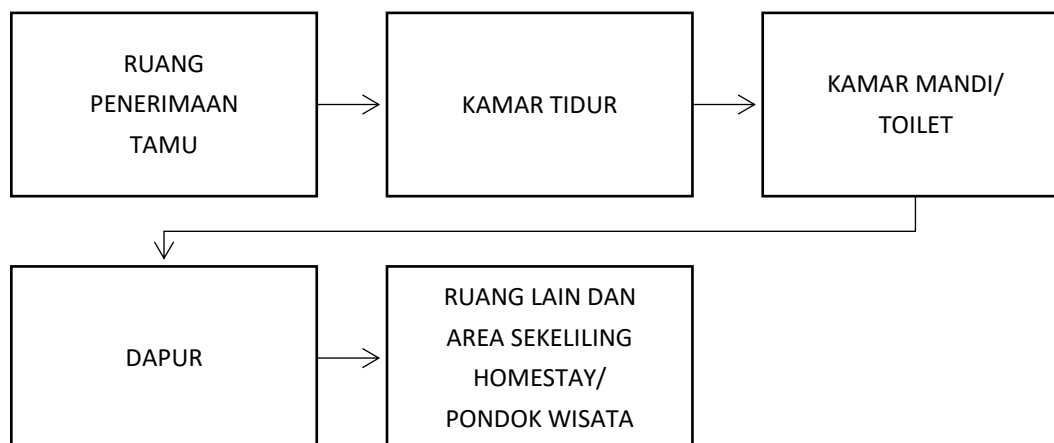 RUANG
PENERIMAAN
TAMU
KAMAR TIDUR
KAMAR MANDI/
TOILET
DAPUR
RUANG LAIN DAN
AREA SEKELILING
HOMESTAY/
PONDOK WISATA